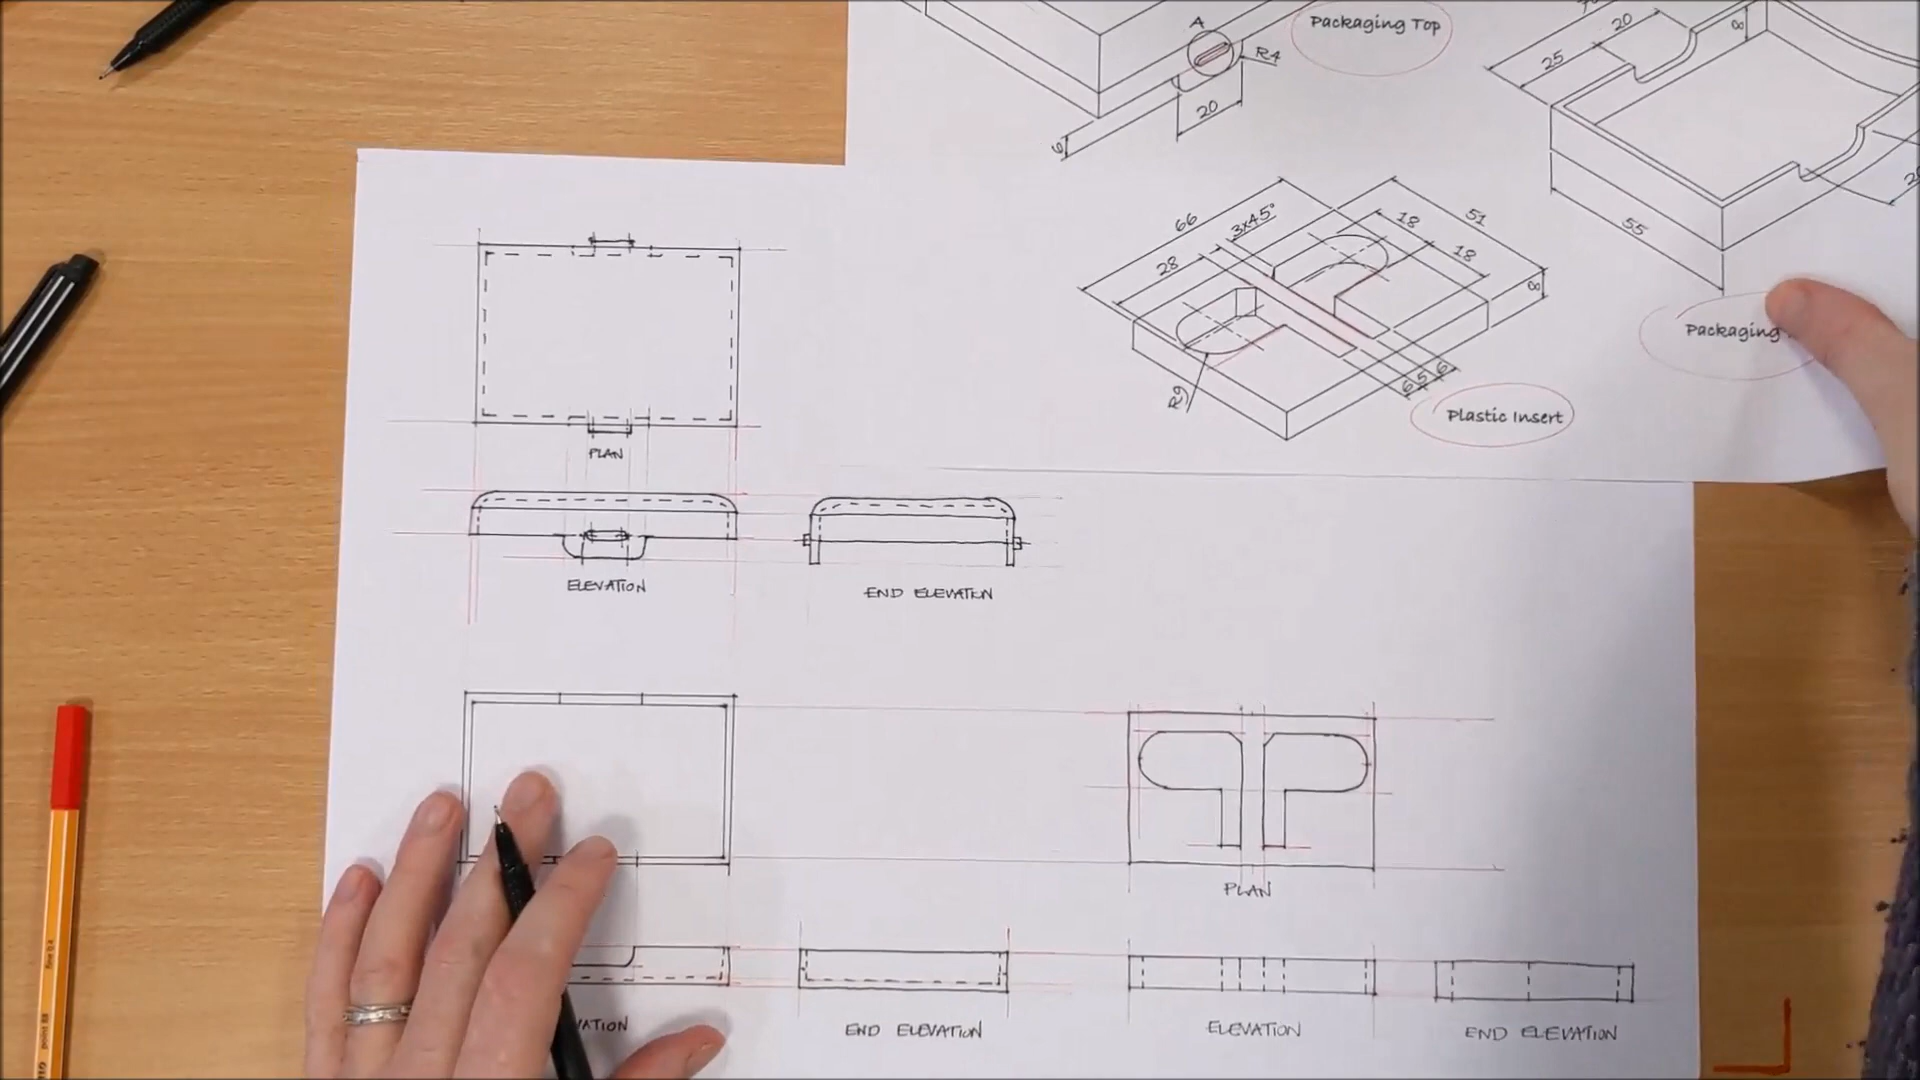 A
Packaging Top
R4
20
6
20
25
8
55
66
3x45°
28
18
51
18
8
R9
6 5 6
Plastic Insert
Packaging
PLAN
ELEVATION
END ELEVATION
PLAN
VATION
END ELEVATION
ELEVATION
END ELEVATION